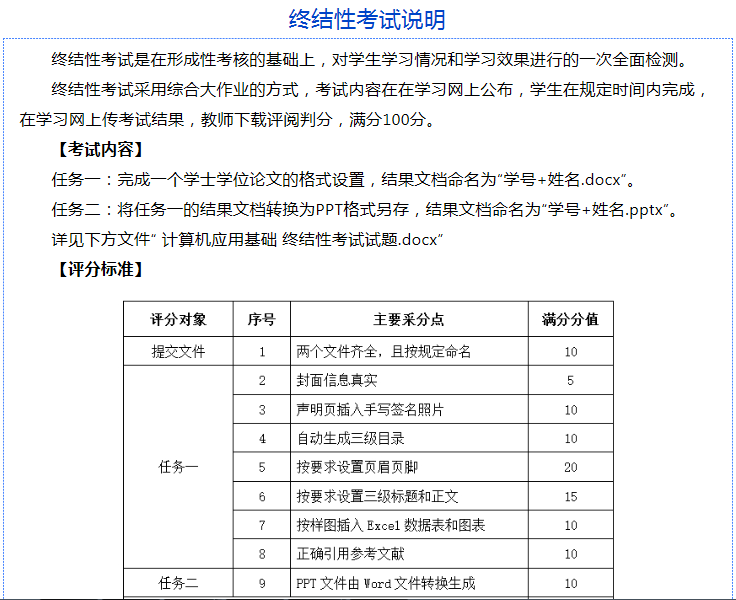 终结性考试说明
终结性考试是在形成性考核的基础上，对学生学习情况和学习效果进行的一次全面检测。
终结性考试采用综合大作业的方式，考试内容在在学习网上公布，学生在规定时间内完成，
在学习网上传考试结果，教师下载评阅判分，满分100分。
【考试内容】
任务一：完成一个学士学位论文的格式设置，结果文档命名为“学号+姓名.docx”。
任务二：将任务一的结果文档转换为PPT格式另存，结果文档命名为“学号+姓名.pptx”。
详见下方文件“ 计算机应用基础 终结性考试试题.docx”
【评分标准】
评分对象 序号 主要采分点 满分分值
提交文件 1 两个文件齐全，且按规定命名 10
2 封面信息真实 5
3 声明页插入手写签名照片 10
4 自动生成三级目录 10
任务一 5 按要求设置页眉页脚 20
6 按要求设置三级标题和正文 15
7 按样图插入 Excel 数据表和图表 10
8 正确引用参考文献 10
任务二 9 PPT 文件由 Word 文件转换生成 10